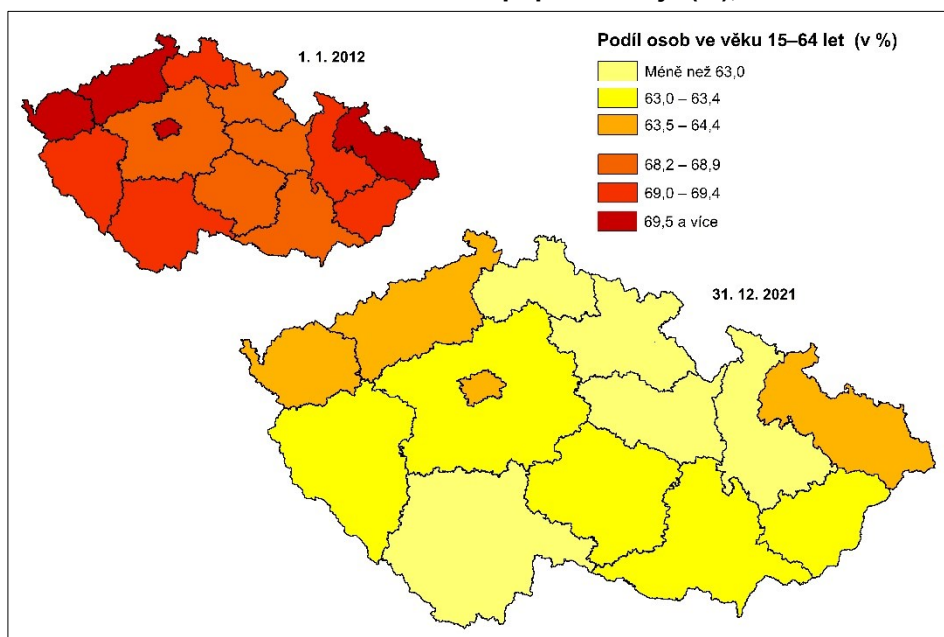 1. 1. 2012
Podíl osob ve věku 15–64 let (v %)
Méně než 63,0
63,0 – 63,4
63,5 – 64,4
68,2 – 68,9
69,0 – 69,4
69,5 a více
31. 12. 2021